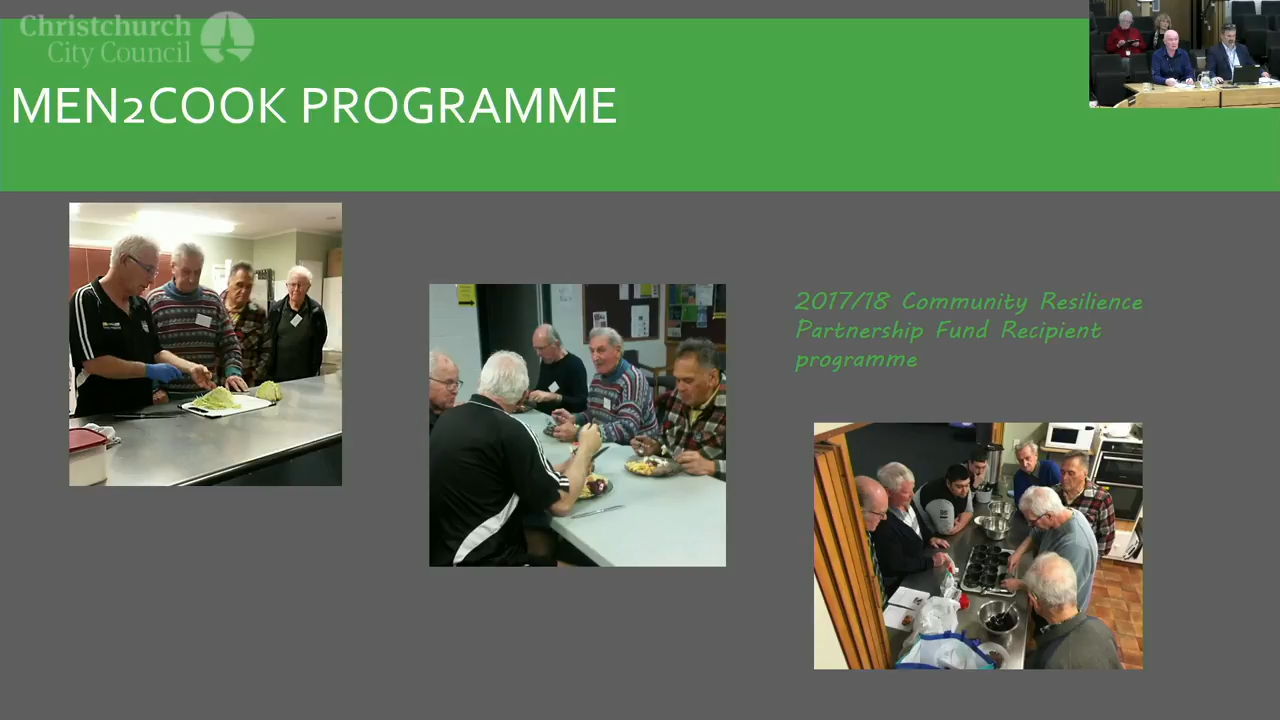 Christchurch
City Council
MEN2COOK PROGRAMME
2017/18 Community Resilience
Partnership Fund Recipient
programme